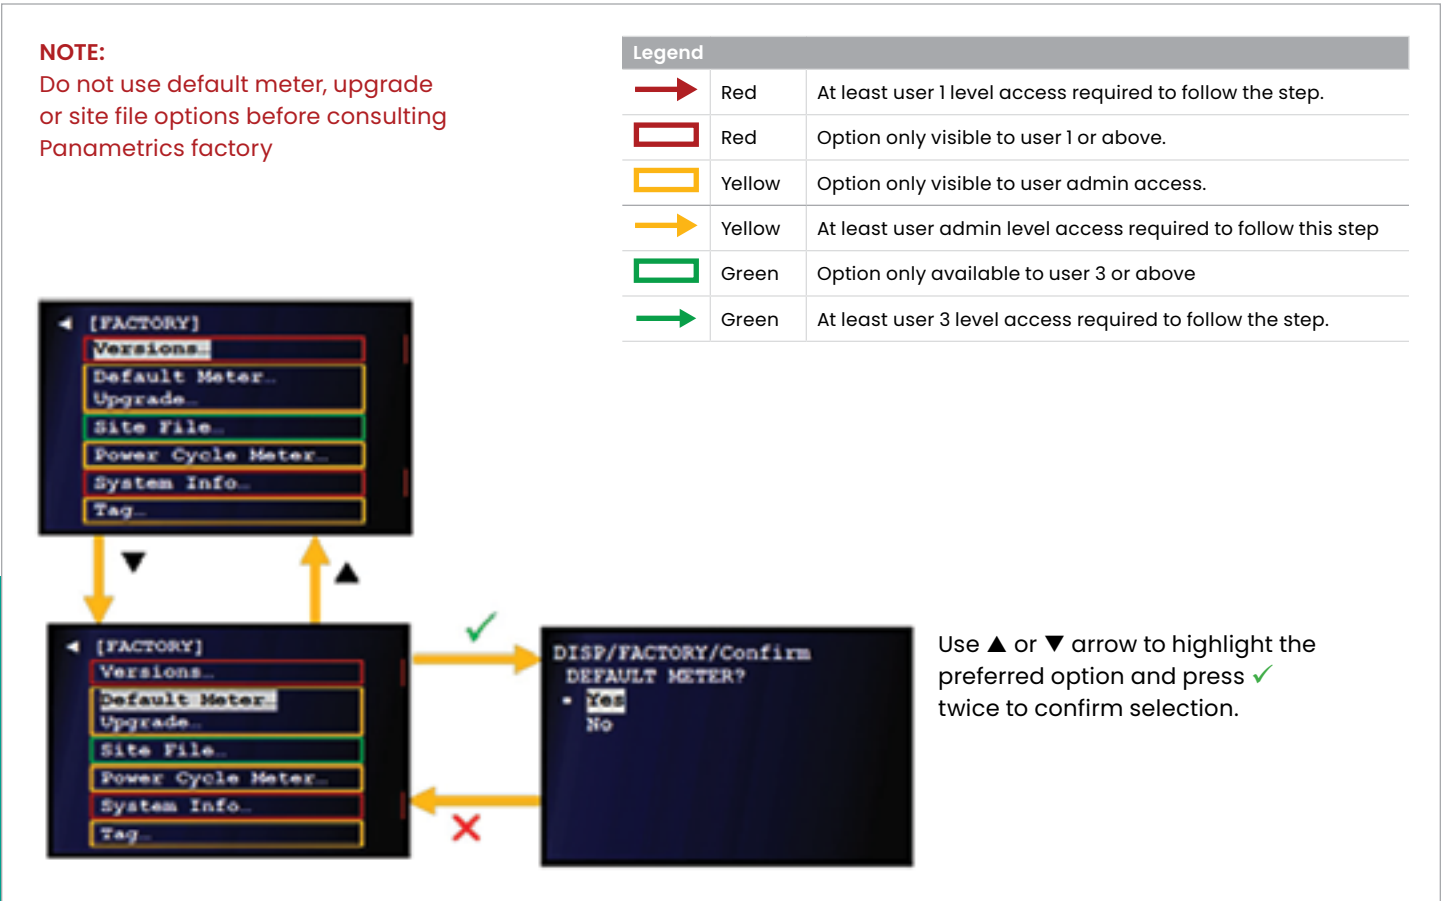 NOTE:
Do not use default meter, upgrade
or site file options before consulting
Panametrics factory
Legend
Red At least user 1 level access required to follow the step.
Red Option only visible to user 1 or above.
Yellow Option only visible to user admin access.
Yellow At least user admin level access required to follow this step
Green Option only available to user 3 or above
Green At least user 3 level access required to follow the step.
◄ [FACTORY]
Versions…
Default Meter…
Upgrade…
Site File…
Power Cycle Meter…
System Info…
Tag…
▼
▲
◄ [FACTORY]
Versions…
Default Meter…
Upgrade…
Site File…
Power Cycle Meter…
System Info…
Tag…
✓
✕
DISP/FACTORY/Confirm
DEFAULT METER?
Yes
No
Use ▲ or ▼ arrow to highlight the
preferred option and press ✓
twice to confirm selection.